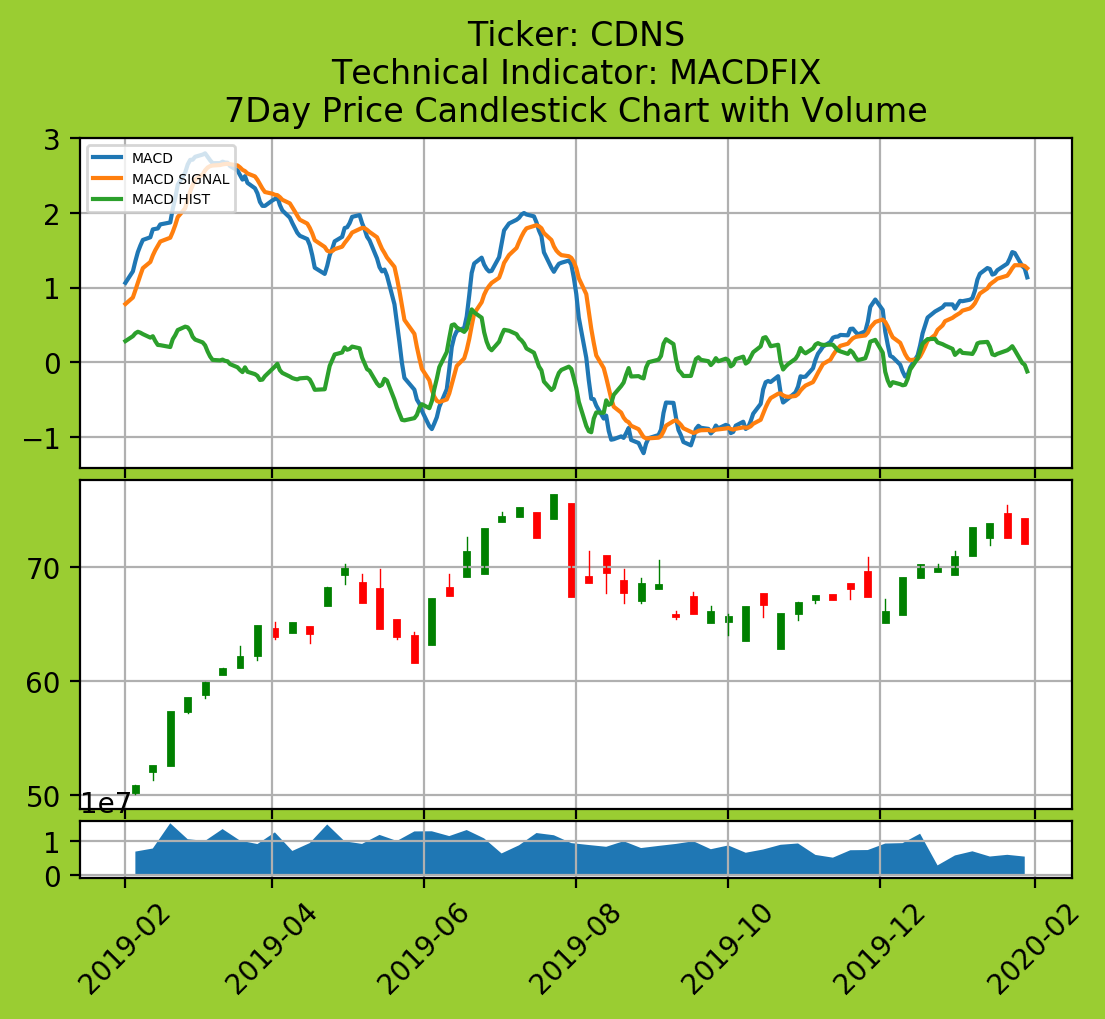 Ticker: CDNS
Technical Indicator: MACDFIX
7Day Price Candlestick Chart with Volume
3
2
1
0
−1
MACD
MACD SIGNAL
MACD HIST
70
60
50
1e7
1
0
2019-02
2019-04
2019-06
2019-08
2019-10
2019-12
2020-02